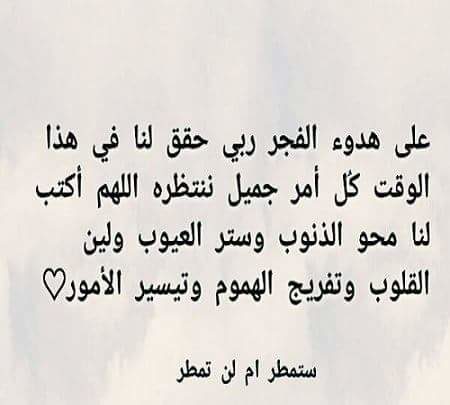 على هدوء الفجر ربي حقق لنا في هذا
الوقت كل أمر جميل ننتظره اللهم أكتب
لنا محو الذنوب وستر العيوب ولين
القلوب وتفريج الهموم وتيسير الأمور♡
ستمطر ام لن تمطر